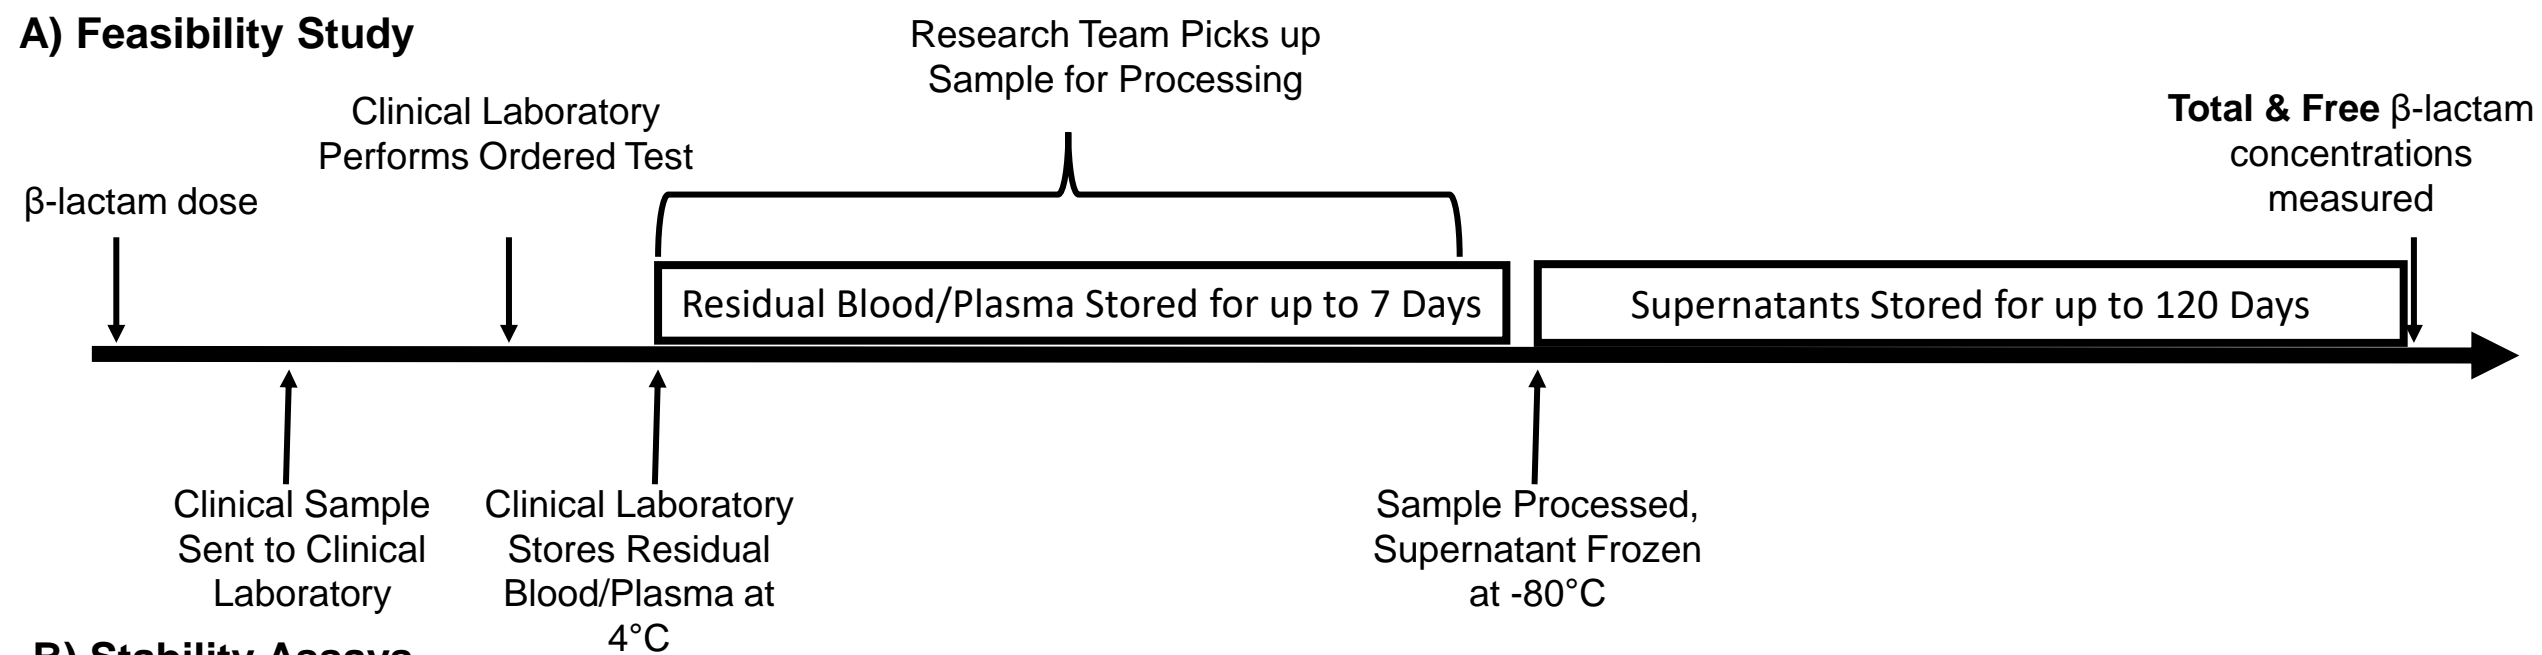 A) Feasibility Study
Research Team Picks up
Sample for Processing
Clinical Laboratory
Performs Ordered Test
Total & Free β-lactam
concentrations
measured
β-lactam dose
Residual Blood/Plasma Stored for up to 7 Days
Supernatants Stored for up to 120 Days
Clinical Sample
Sent to Clinical
Laboratory
Clinical Laboratory
Stores Residual
Blood/Plasma at
4°C
Sample Processed,
Supernatant Frozen
at -80°C
B) Stability Assays